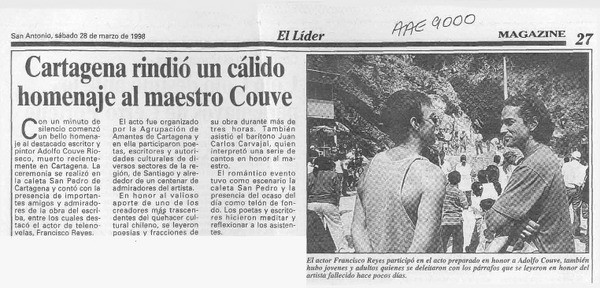 AAE 9000
San Antonio, sábado 28 de marzo de 1998
El Líder
MAGAZINE 27
Cartagena rindió un cálido
homenaje al maestro Couve
Con un minuto de
silencio comenzó
un bello homena-
je al destacado escritor y
pintor Adolfo Couve Rio-
seco, muerto recientemente
en Cartagena. La
ceremonia se realizó en
la caleta San Pedro de
Cartagena y contó con la
presencia de importan-
tes amigos y admirado-
res de la obra del escri-
tor, entre los cuales des-
tacó el actor de teleno-
velas, Francisco Reyes.
El acto fue organizado
por la Agrupación de
Amantes de Cartagena y
en ella participaron poe-
tas, escritores y autori-
dades culturales de di-
versos sectores de la re-
gión, de Santiago y alre-
dedor de un centenar de
admiradores del artista.
En honor al valioso
aporte de uno de los
creadores más trascen-
dentes del quehacer cul-
tural chileno, se leyeron
poesías y fracciones de
su obra durante más de
tres horas. También
asistió el barítono Juan
Carlos Carvajal, quien
interpretó una serie de
cantos en honor al ma-
estro.
El romántico evento
tuvo como escenario la
caleta San Pedro y la
presencia del ocaso del
día como telón de fon-
do. Los poetas y escrito-
res hicieron meditar y
reflexionar a los asisten-
tes.
El actor Francisco Reyes participó en el acto preparado en honor a Adolfo Couve, también
hubo jovenes y adultos quienes se deleitaron con los párrafos que se leyeron en honor del
artista fallecido hace pocos días.